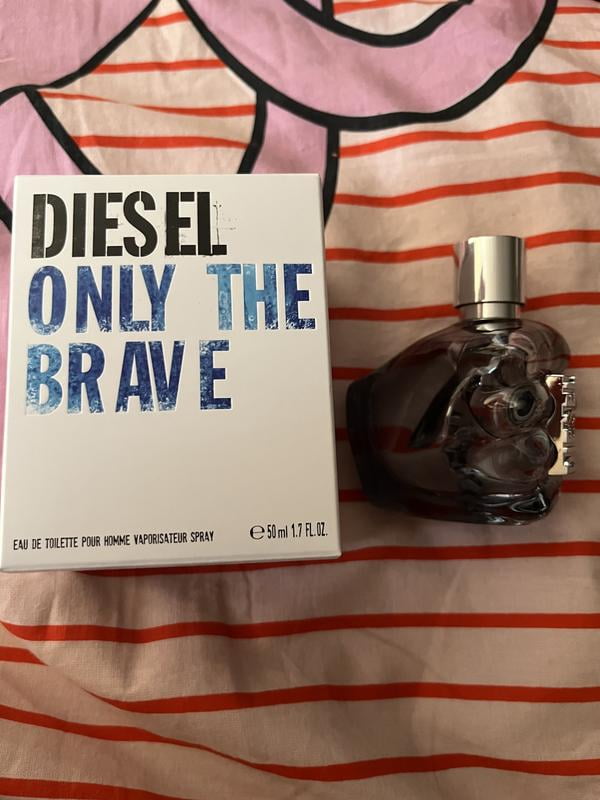 DIESEL
ONLY THE
BRAVE
EAU DE TOILETTE POUR HOMME VAPORISATEUR SPRAY
℮ 50 ml 1.7 FL.OZ.